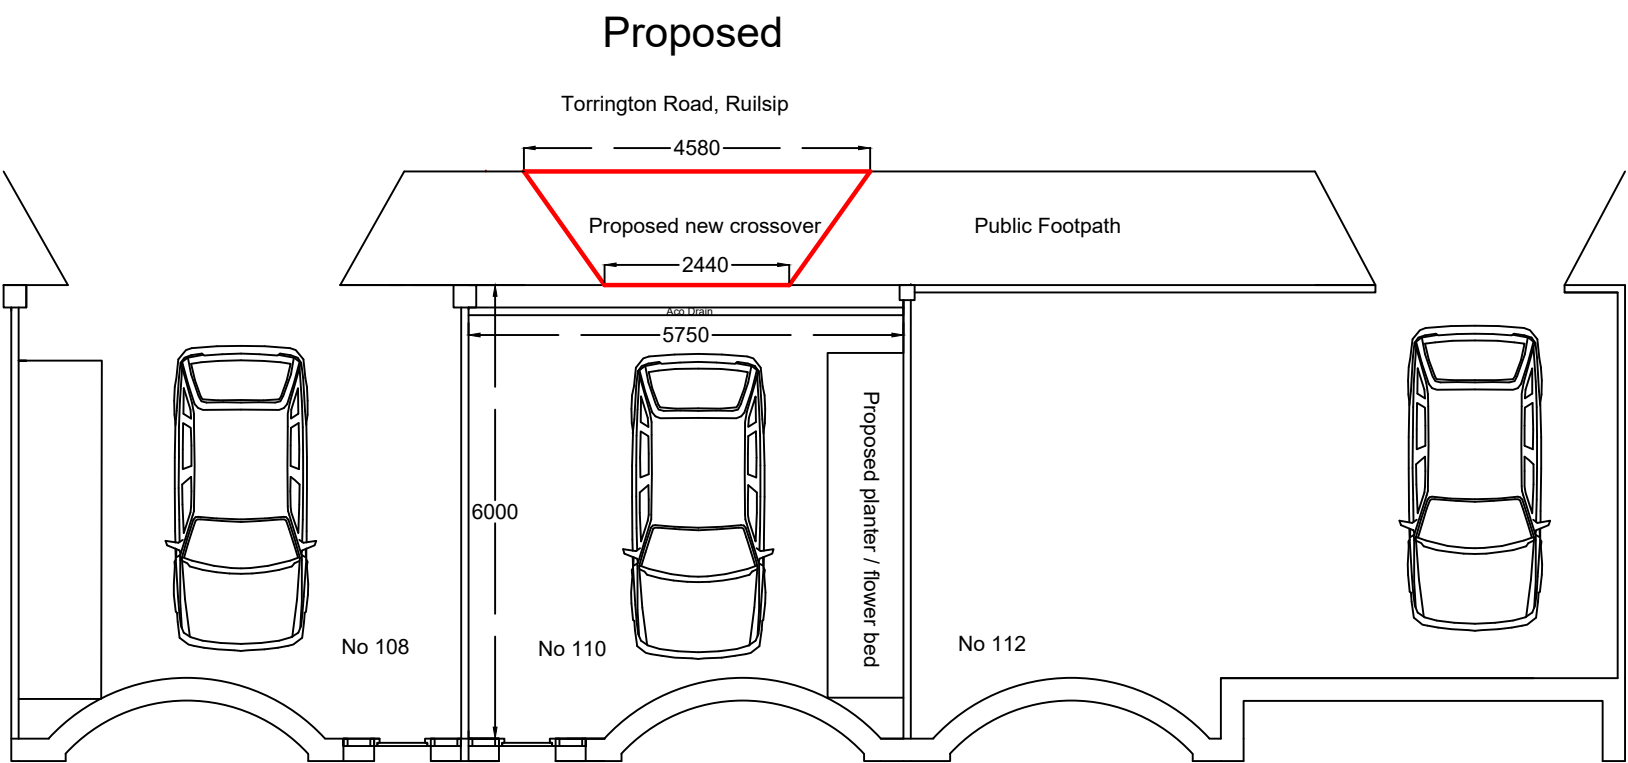 Proposed
Torrington Road, Ruilsip
4580
Proposed new crossover
Public Footpath
2440
Aco Drain
5750
6000
Proposed planter / flower bed
No 108
No 110
No 112